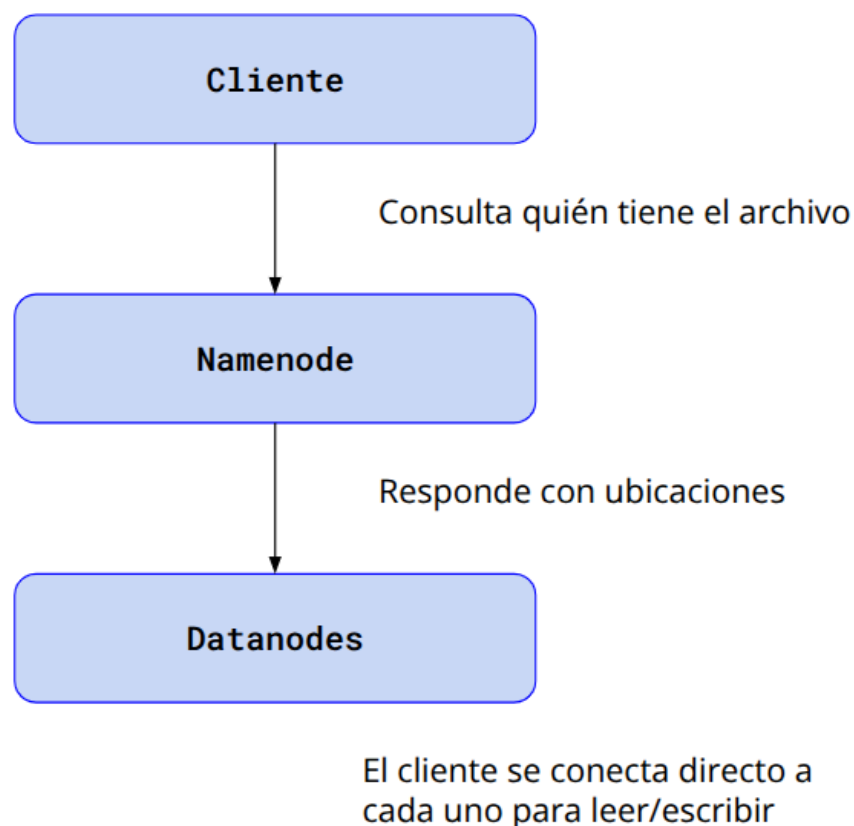 Cliente
Consulta quién tiene el archivo
Namenode
Responde con ubicaciones
Datanodes
El cliente se conecta directo a
cada uno para leer/escribir